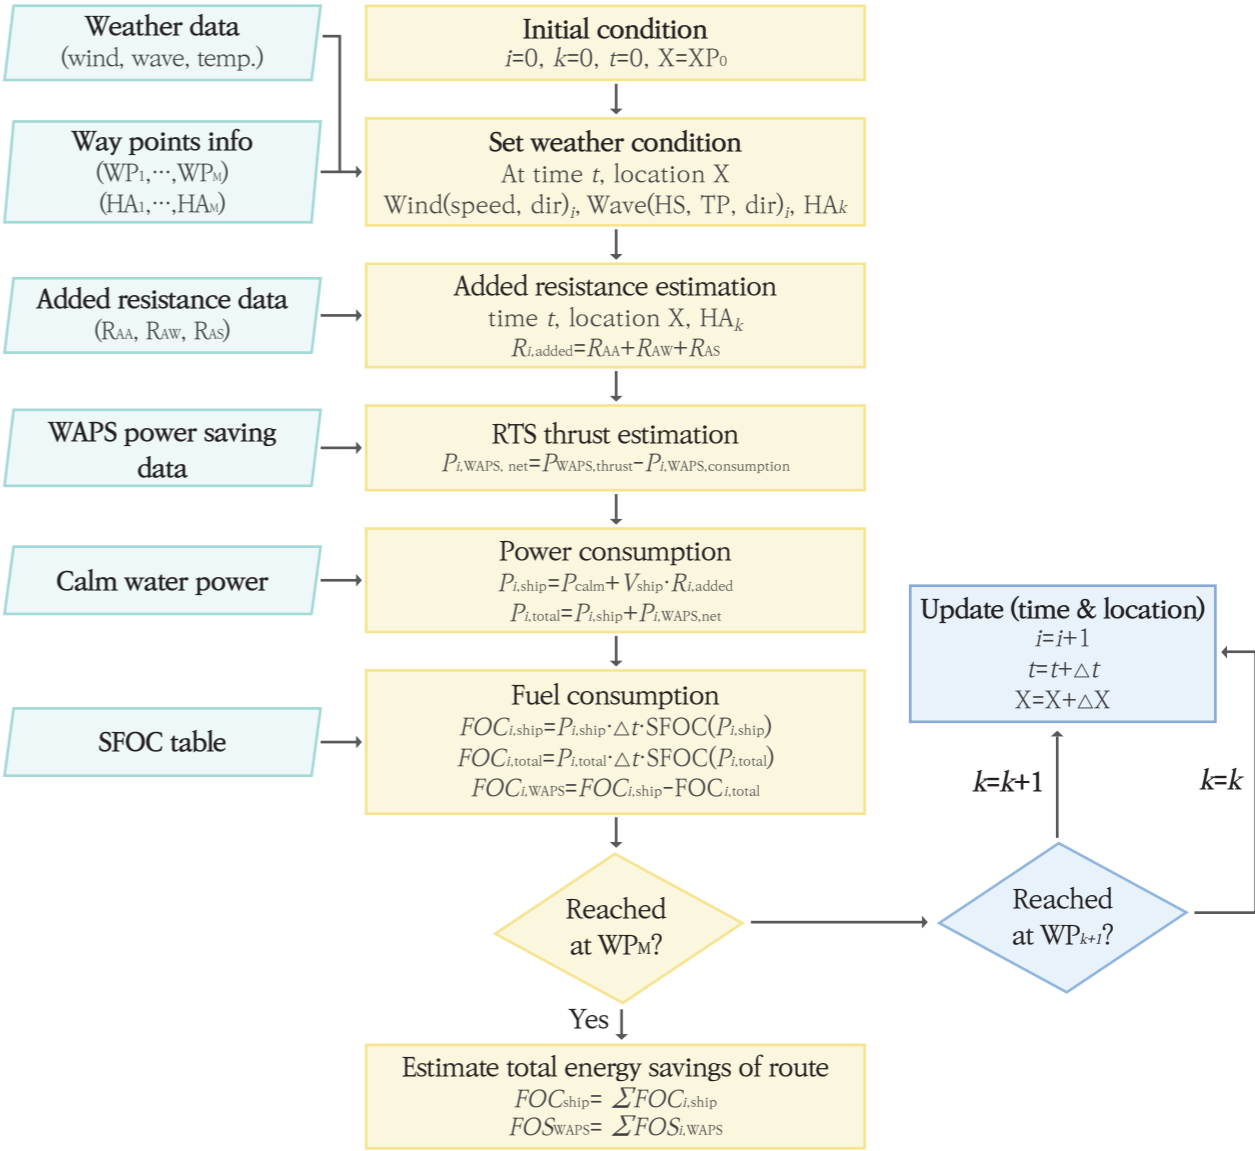 Weather data
(wind, wave, temp.)
Initial condition
i=0, k=0, t=0, X=XP₀
Way points info
(WP₁,⋯,WPM)
(HA₁,⋯,HAM)
Set weather condition
At time t, location X
Wind(speed, dir)i, Wave(HS, TP, dir)i, HAk
Added resistance data
(RAA, RAW, RAS)
Added resistance estimation
time t, location X, HAk
Ri,added=RAA+RAW+RAS
WAPS power saving
data
RTS thrust estimation
Pi,WAPS, net=PWAPS,thrust−Pi,WAPS,consumption
Calm water power
Power consumption
Pi,ship=Pcalm+Vship·Ri,added
Pi,total=Pi,ship+Pi,WAPS,net
SFOC table
Fuel consumption
FOCi,ship=Pi,ship·△t·SFOC(Pi,ship)
FOCi,total=Pi,total·△t·SFOC(Pi,total)
FOCi,WAPS=FOCi,ship−FOCi,total
Update (time & location)
i=i+1
t=t+△t
X=X+△X
k=k+1
k=k
Reached
at WPM?
Reached
at WPk+1?
Yes
Estimate total energy savings of route
FOCship= ΣFOCi,ship
FOSWAPS= ΣFOSi,WAPS